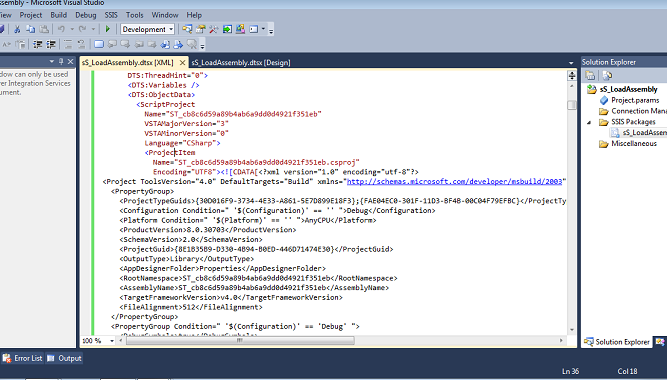 Assembly - Microsoft Visual Studio
Project Build Debug SSIS Tools Window Help
Development
sS_LoadAssembly.dtsx [XML] sS_LoadAssembly.dtsx [Design]
Solution Explorer
dow can only be used
er Integration Services
ument.
DTS:ThreadHint="0">
<DTS:Variables />
<DTS:ObjectData>
<ScriptProject
Name="ST_cb8c6d59a89b4ab6a9dd0d4921f351eb"
VSTAMajorVersion="3"
VSTAMinorVersion="0"
Language="CSharp">
<ProjectItem
Name="ST_cb8c6d59a89b4ab6a9dd0d4921f351eb.csproj"
Encoding="UTF8"><![CDATA[<?xml version="1.0" encoding="utf-8"?>
<Project ToolsVersion="4.0" DefaultTargets="Build" xmlns="http://schemas.microsoft.com/developer/msbuild/2003"
<PropertyGroup>
<ProjectTypeGuids>{30D016F9-3734-4E33-A861-5E7D899E18F3};{FAE04EC0-301F-11D3-BF4B-00C04F79EFBC}</ProjectTyp
<Configuration Condition=" '$(Configuration)' == '' ">Debug</Configuration>
<Platform Condition=" '$(Platform)' == '' ">AnyCPU</Platform>
<ProductVersion>8.0.30703</ProductVersion>
<SchemaVersion>2.0</SchemaVersion>
<ProjectGuid>{8E1B35B9-D330-4B94-B0ED-446D71474E30}</ProjectGuid>
<OutputType>Library</OutputType>
<AppDesignerFolder>Properties</AppDesignerFolder>
<RootNamespace>ST_cb8c6d59a89b4ab6a9dd0d4921f351eb</RootNamespace>
<AssemblyName>ST_cb8c6d59a89b4ab6a9dd0d4921f351eb</AssemblyName>
<TargetFrameworkVersion>v4.0</TargetFrameworkVersion>
<FileAlignment>512</FileAlignment>
</PropertyGroup>
<PropertyGroup Condition=" '$(Configuration)' == 'Debug' ">
100 %
sS_LoadAssembly
Project.params
Connection Mana
SSIS Packages
sS_LoadAssem
Miscellaneous
Solution Explorer
Error List Output
Ln 36 Col 18